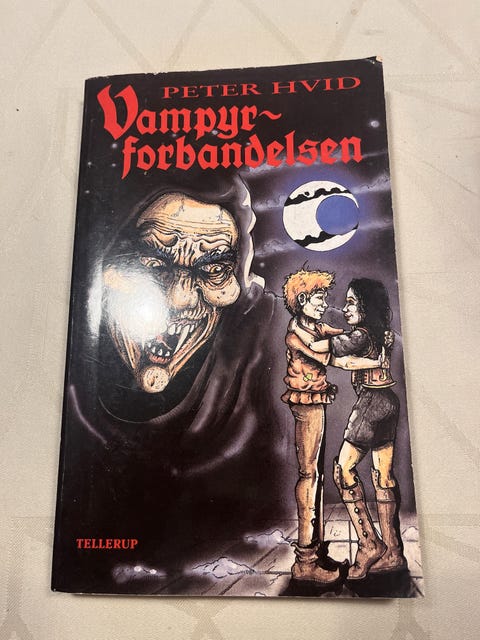 PETER HVID
Vampyr~
forbandelsen
TELLERUP